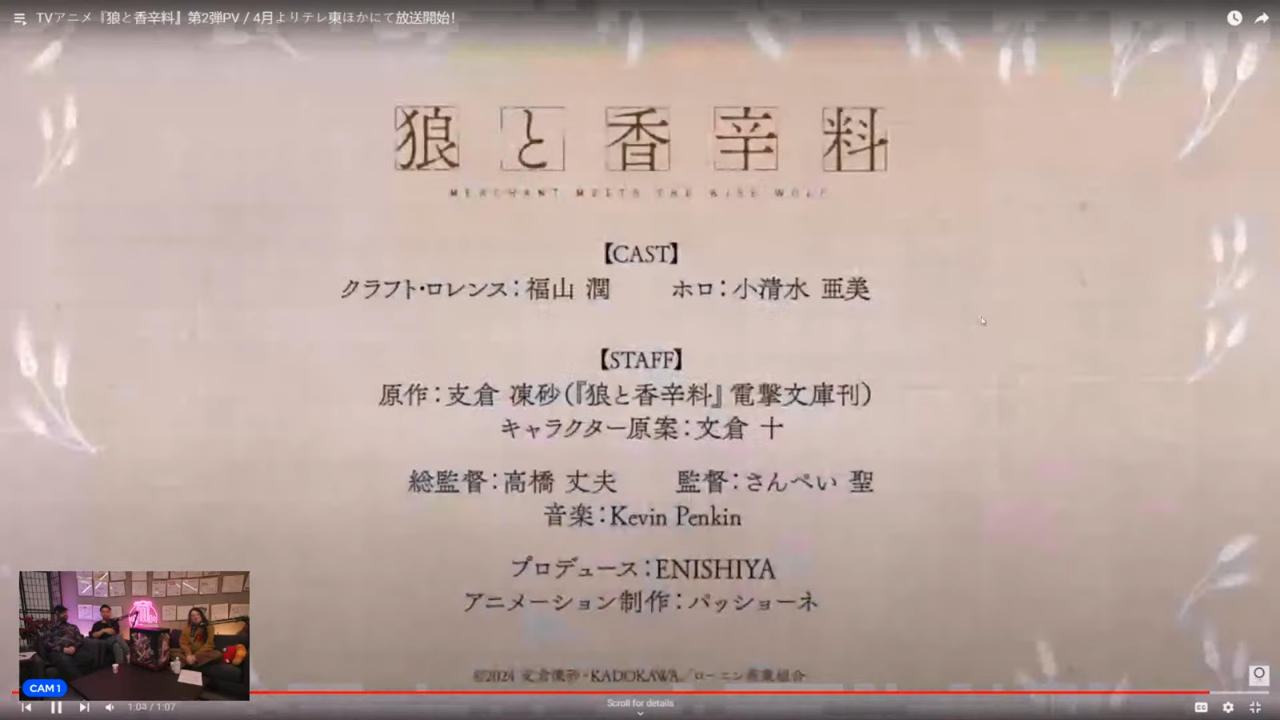 TVアニメ『狼と香辛料』第2弾PV / 4月よりテレ東ほかにて放送開始！
狼と香辛料
MERCHANT MEETS THE WISE WOLF
【CAST】
クラフト・ロレンス：福山 潤　　ホロ：小清水 亜美
【STAFF】
原作：支倉 凍砂（『狼と香辛料』電撃文庫刊）
キャラクター原案：文倉 十
総監督：高橋 丈夫　　監督：さんぺい 聖
音楽：Kevin Penkin
プロデュース：ENISHIYA
アニメーション制作：パッショーネ
©2024 支倉凍砂・KADOKAWA／ローエン商業組合
CAM 1
1:03 / 1:07
Scroll for details
CC